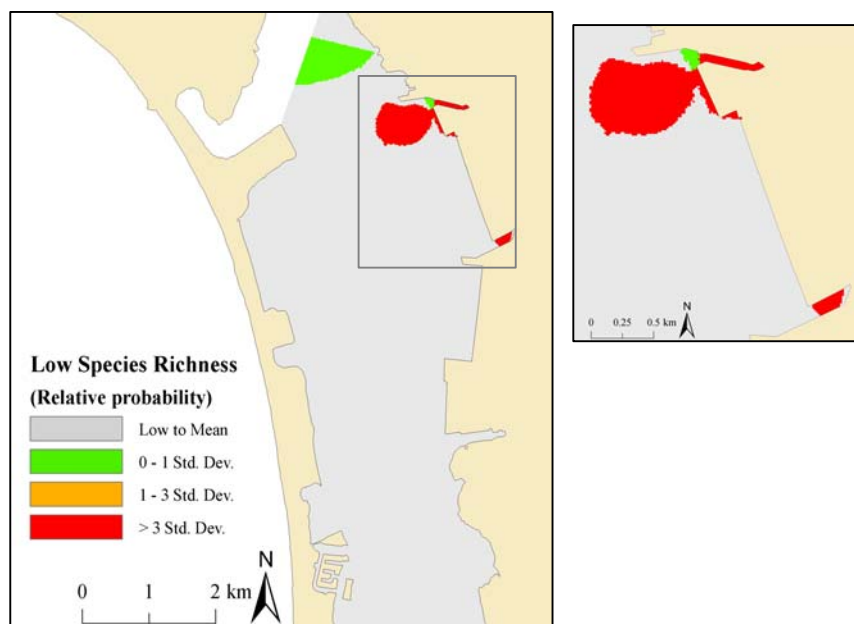 Low Species Richness
(Relative probability)
Low to Mean
0 - 1 Std. Dev.
1 - 3 Std. Dev.
> 3 Std. Dev.
N
0 1 2 km
N
0 0.25 0.5 km